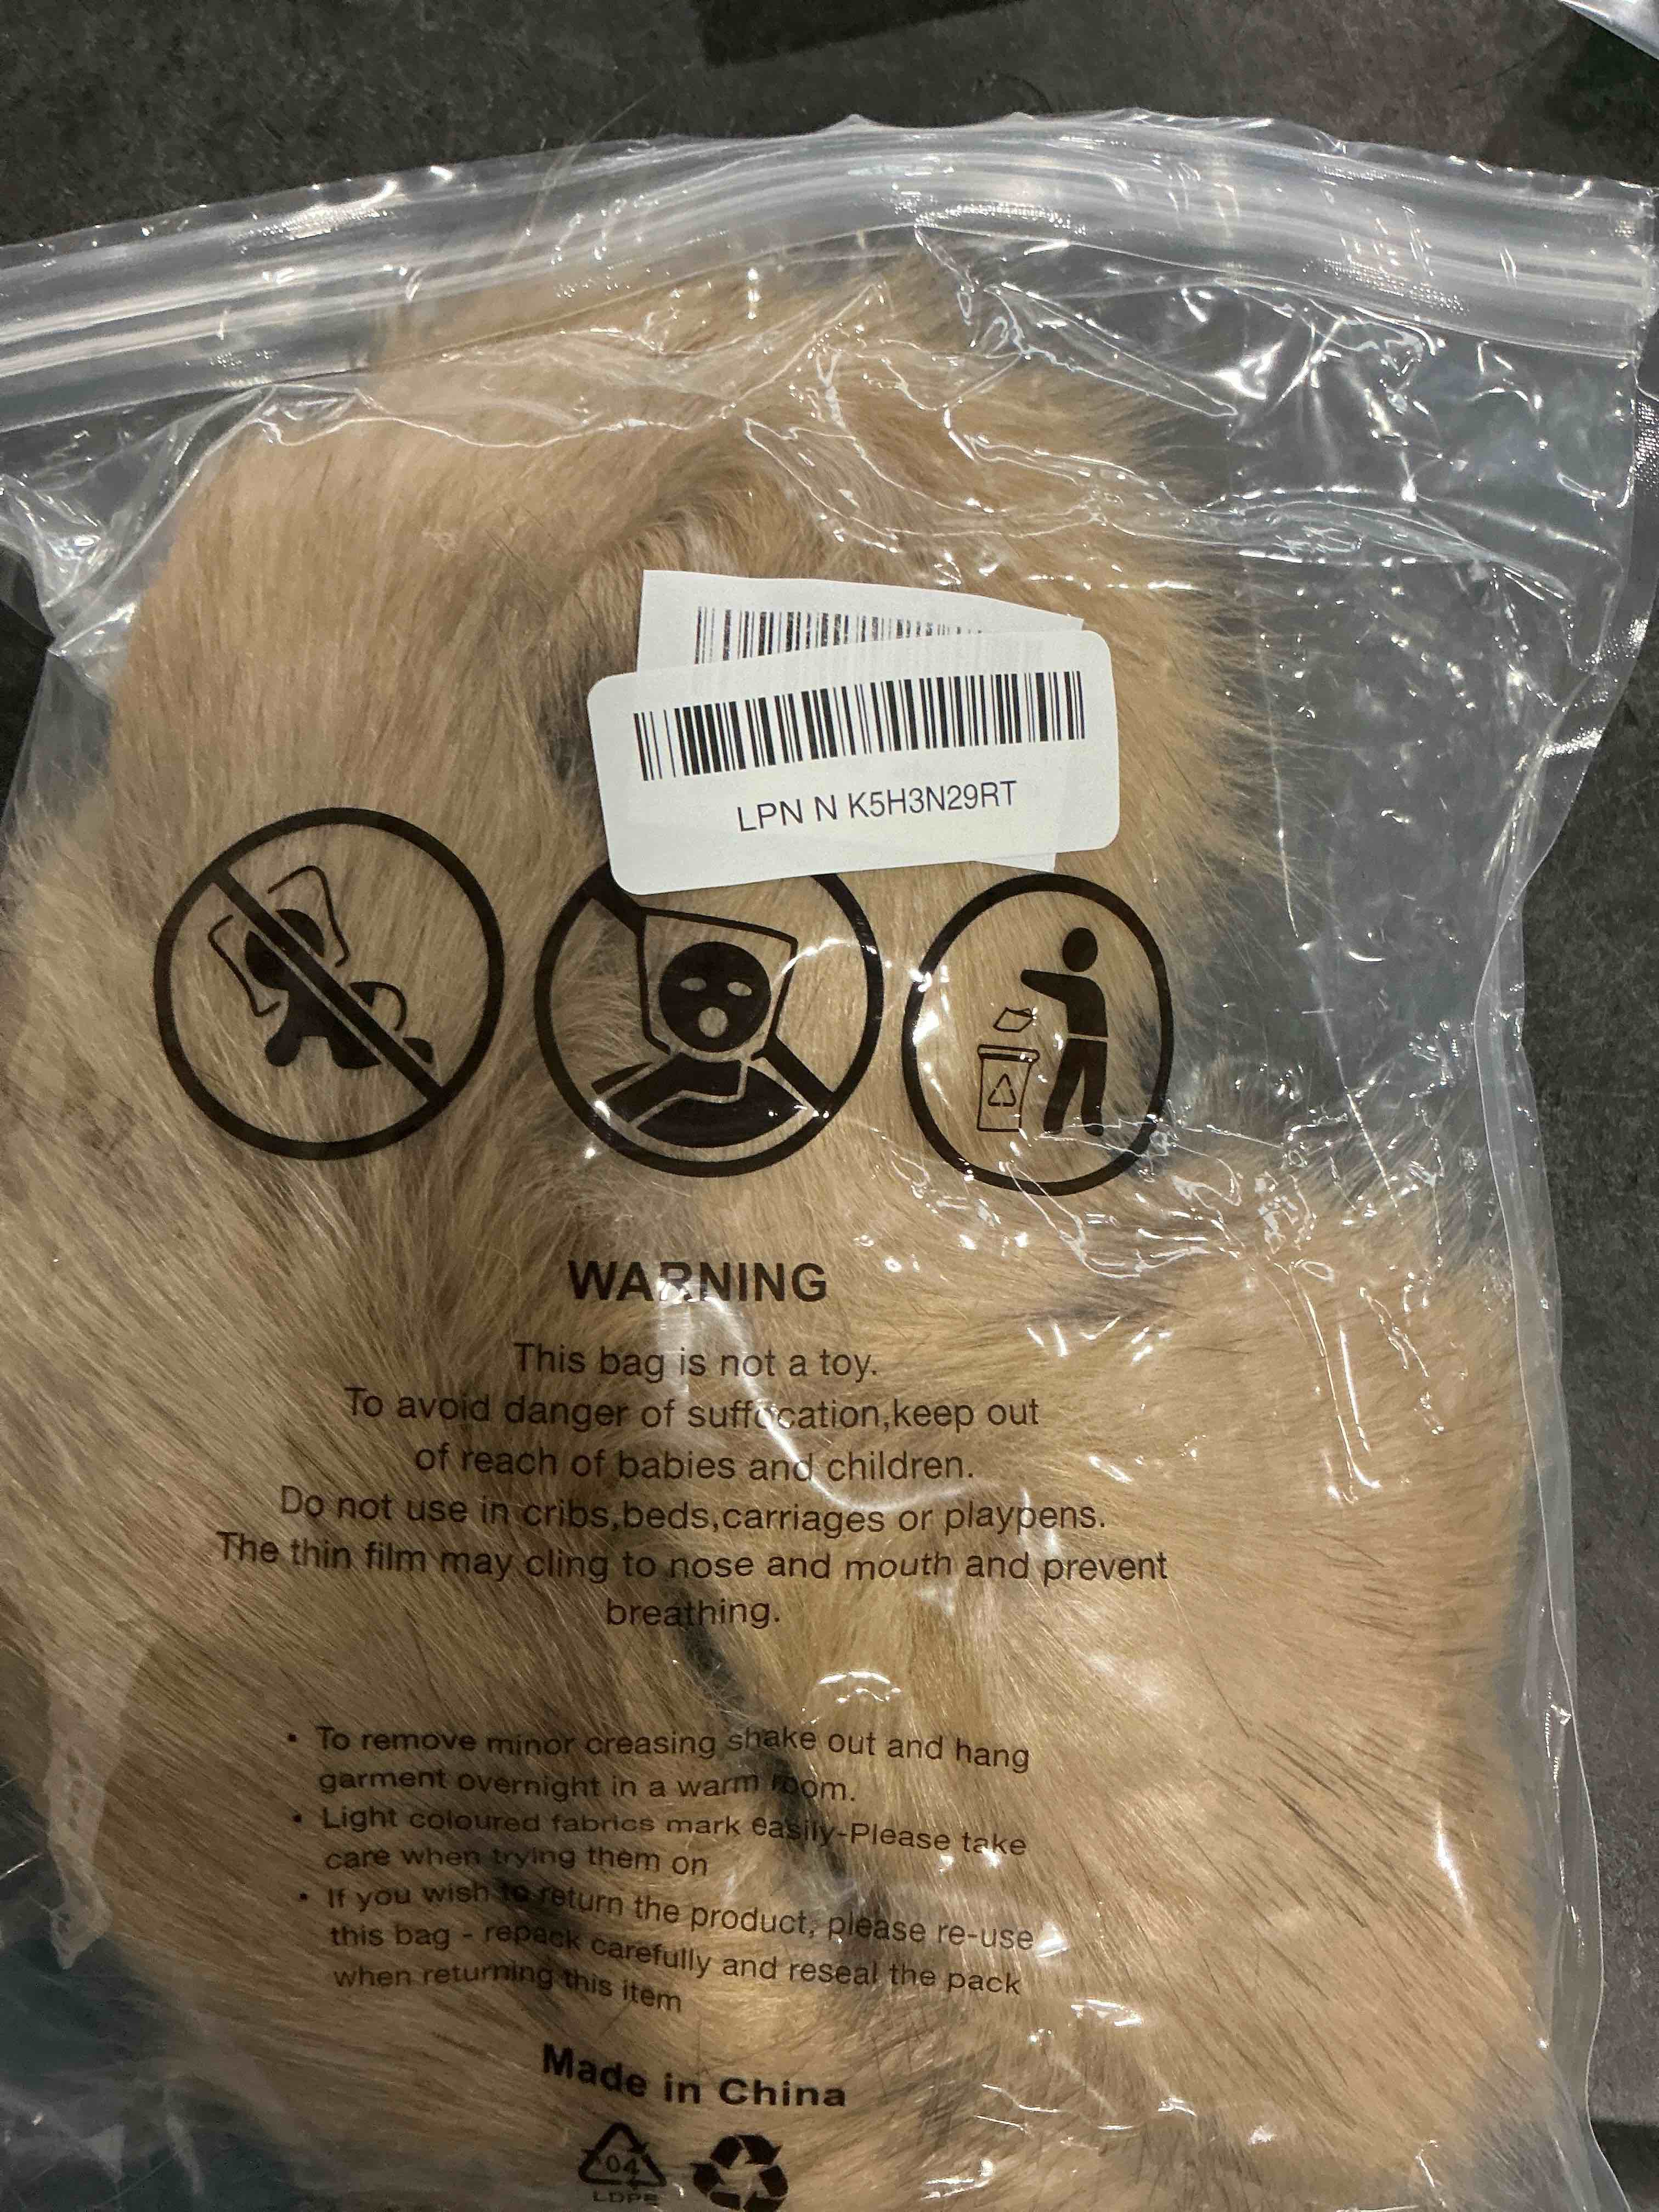 LPN N K5H3N29RT
WARNING
This bag is not a toy.
To avoid danger of suffocation,keep out
of reach of babies and children.
Do not use in cribs,beds,carriages or playpens.
The thin film may cling to nose and mouth and prevent
breathing.
• To remove minor creasing shake out and hang
garment overnight in a warm room.
• Light coloured fabrics mark easily-Please take
care when trying them on
• If you wish to return the product, please re-use
this bag - repack carefully and reseal the pack
when returning this item
Made in China
04
LDPE